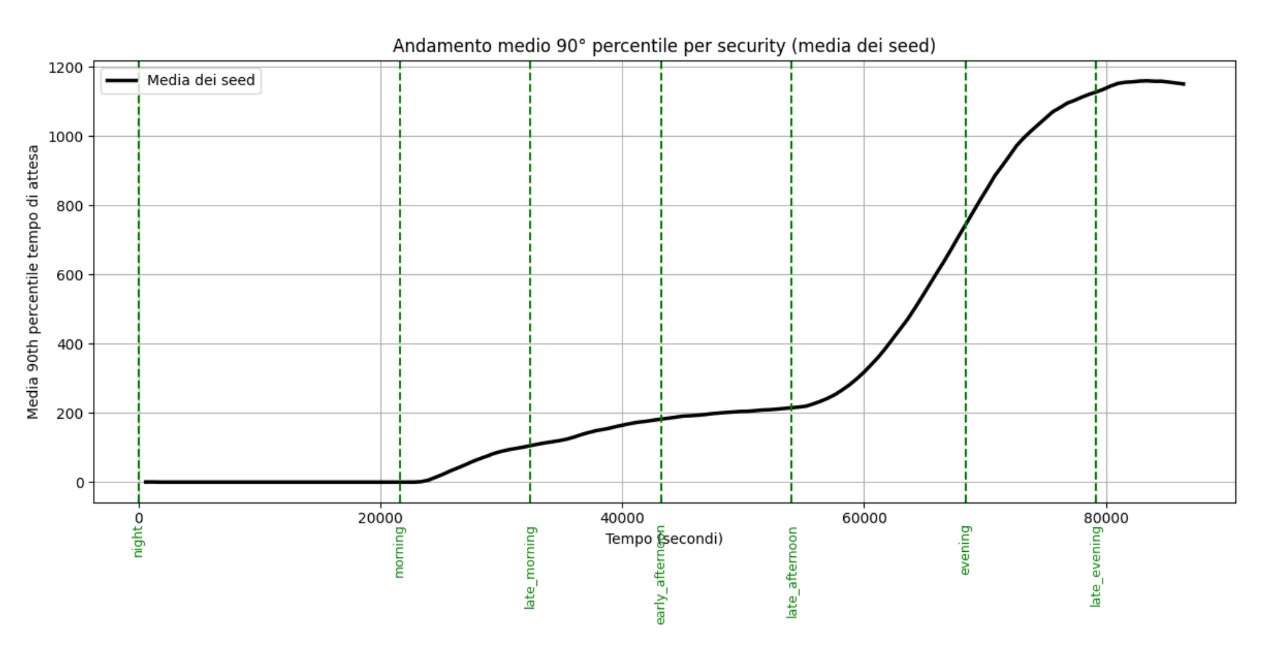 Andamento medio 90° percentile per security (media dei seed)
Media dei seed
Media 90th percentile tempo di attesa
1200
1000
800
600
400
200
0
0
20000
40000
60000
80000
Tempo (secondi)
night
morning
late_morning
early_afternoon
late_afternoon
evening
late_evening